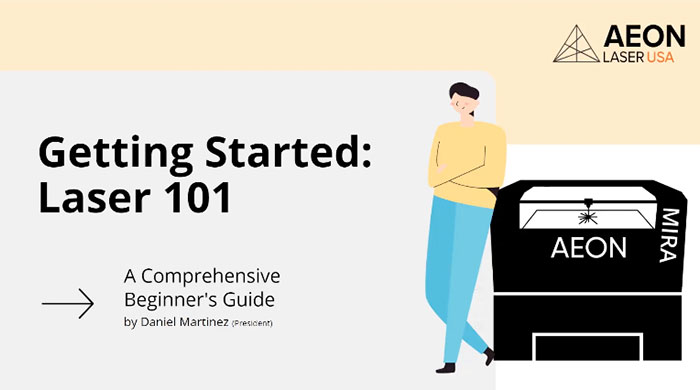 AEON
LASER USA
Getting Started:
Laser 101
A Comprehensive
Beginner's Guide
by Daniel Martinez (President)
AEON
MIRA